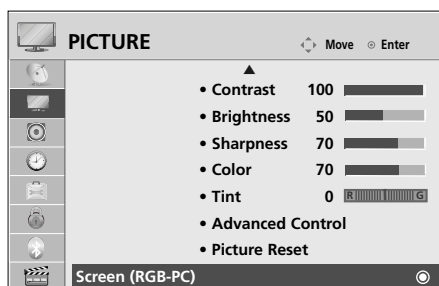 PICTURE Move Enter
• Contrast 100
• Brightness 50
• Sharpness 70
• Color 70
• Tint 0 R G
• Advanced Control
• Picture Reset
Screen (RGB-PC)